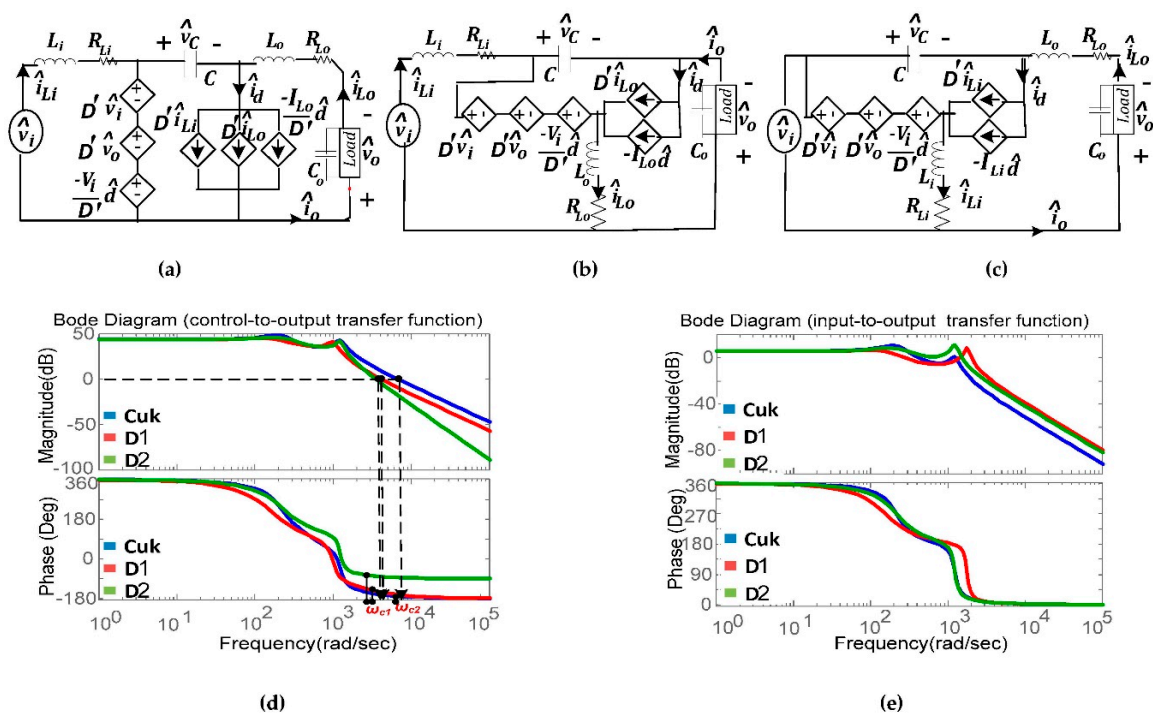 L_i R_Li + v̂_C - L_o R_Lo
î_Li C î_d î_Lo
v̂_i D'v̂_i D'î_Li D'î_Lo -I_Lo/D' d̂ -
D'v̂_o C_o Load v̂_o
-V_i/D' d̂ î_o +
(a)
L_i R_Li + v̂_C - î_o
î_Li C D'î_Lo î_d -
v̂_i D'v̂_i D'v̂_o -V_i/D' d̂ -I_Lo d̂ C_o Load v̂_o
L_o î_Lo +
R_Lo
(b)
+ v̂_C - L_o R_Lo
C D'î_Li î_d î_Lo
v̂_i D'v̂_i D'v̂_o -V_i/D' d̂ -I_Li d̂ - C_o Load v̂_o
L_i î_Li +
R_Li î_o
(c)
Bode Diagram (control-to-output transfer function)
Magnitude(dB)
50
0
-100
Cuk
D1
D2
Phase (Deg)
360
180
0
-180
Cuk
D1
D2
ω_c1 ω_c2
10^0 10^1 10^2 10^3 10^4 10^5
Frequency(rad/sec)
(d)
Bode Diagram (input-to-output transfer function)
Magnitude(dB)
0
-40
-80
Cuk
D1
D2
Phase (Deg)
360
270
180
90
0
Cuk
D1
D2
10^0 10^1 10^2 10^3 10^4 10^5
Frequency(rad/sec)
(e)